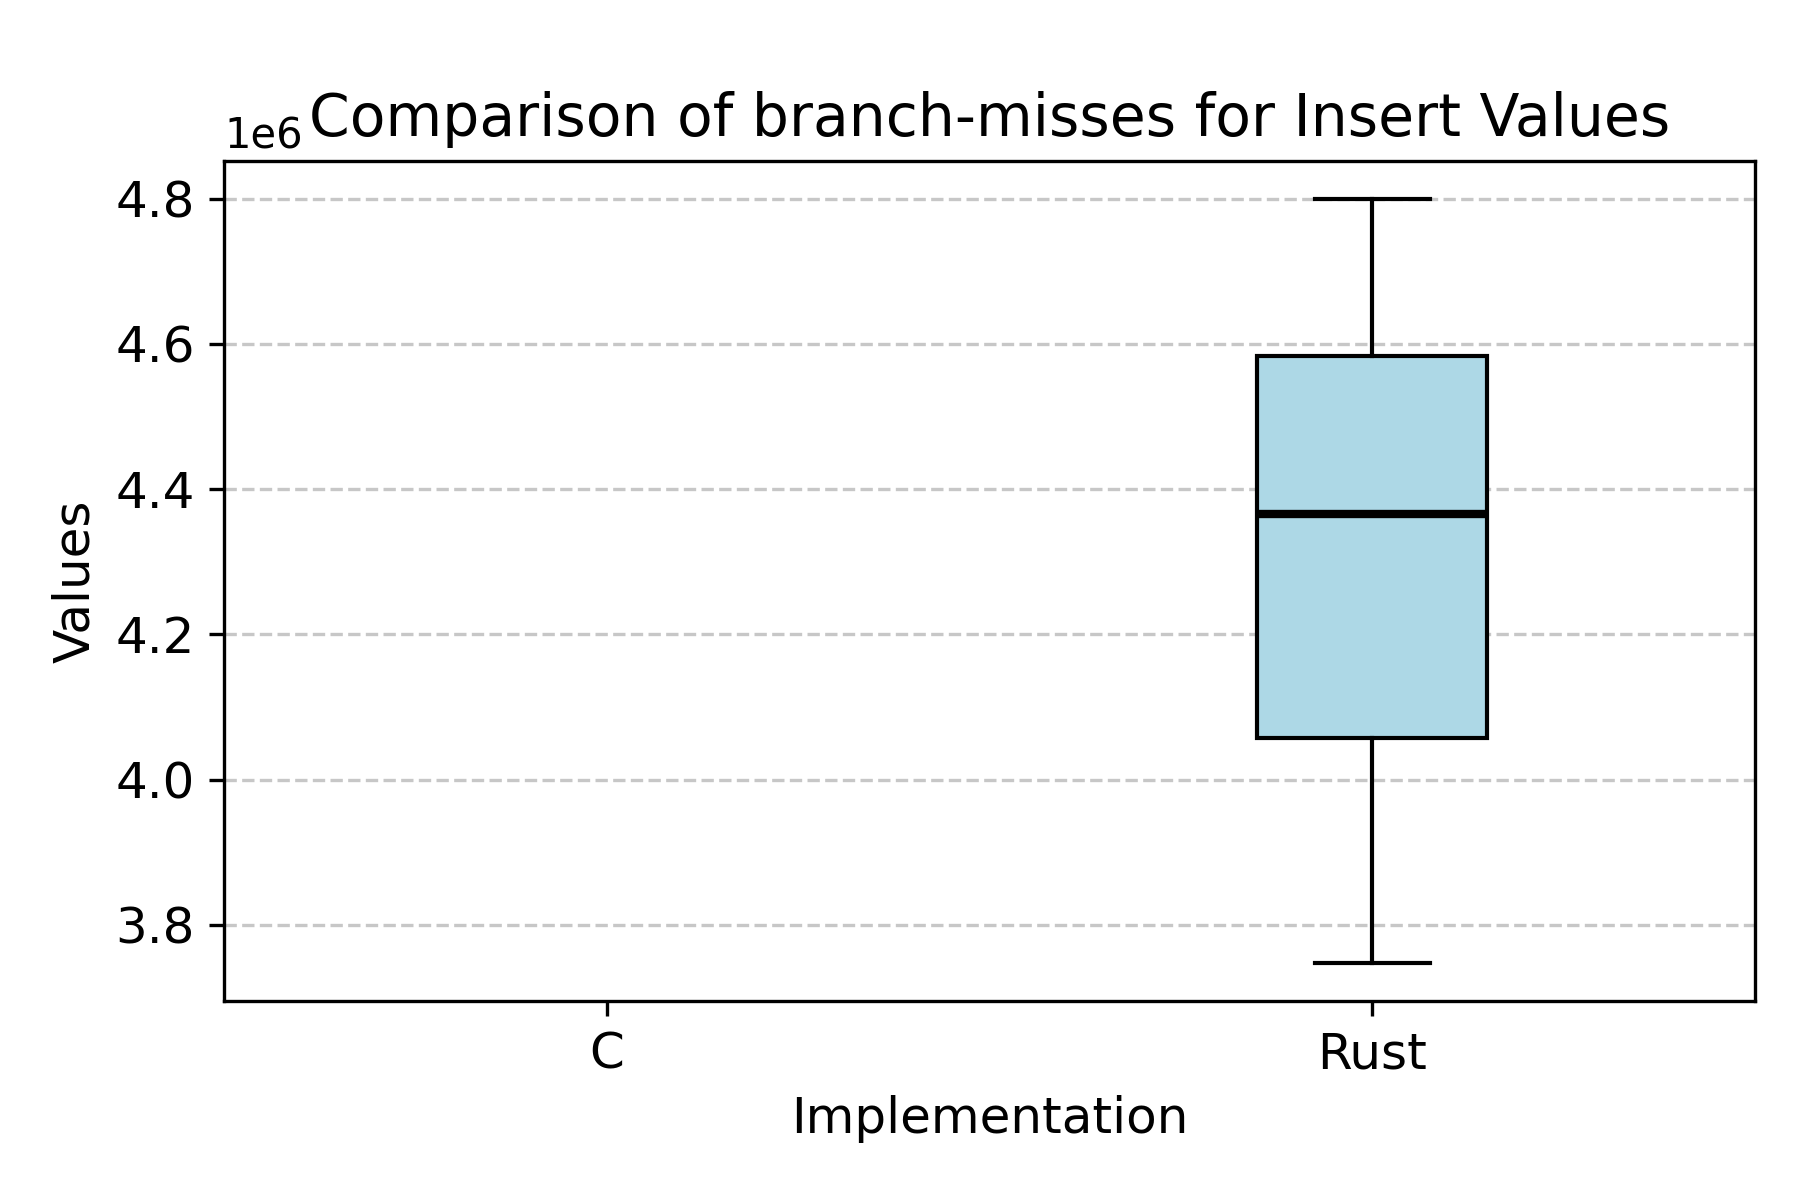 Comparison of branch-misses for Insert Values
1e6
4.8
4.6
4.4
4.2
4.0
3.8
Values
C
Rust
Implementation